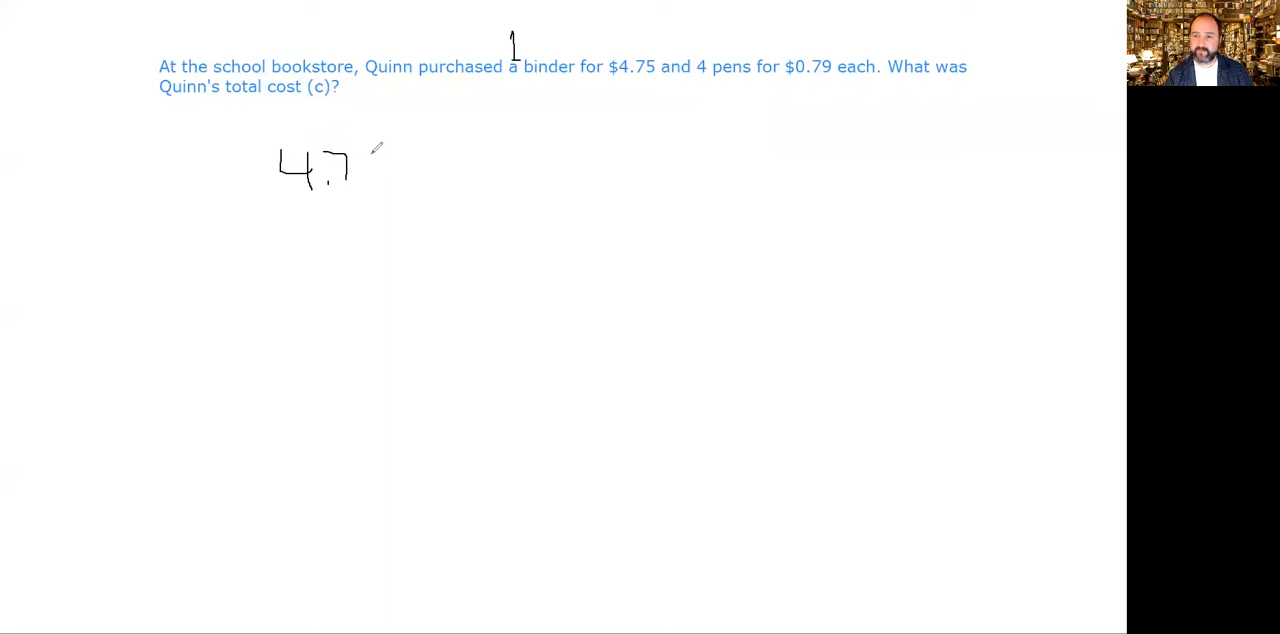 1
At the school bookstore, Quinn purchased a binder for $4.75 and 4 pens for $0.79 each. What was
Quinn's total cost (c)?
4.7